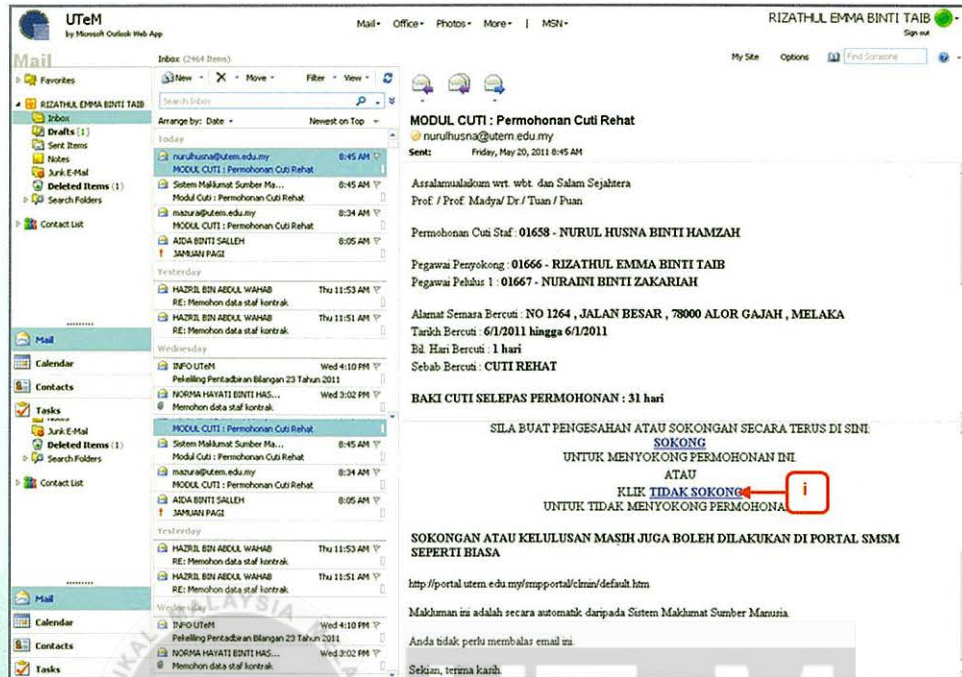 UTeM
by Microsoft Outlook Web App
Mail- Office- Photos- More- | MSN-
RIZATHUL EMMA BINTI TAIB
Sign out
Mail
Inbox (2464 Items)
My Site Options Find Someone
Favorites
RIZATHUL EMMA BINTI TAIB
Inbox
Drafts (1)
Sent Items
Notes
Junk E-Mail
Deleted Items (1)
Search Folders
Contact List
Mail
Calendar
Contacts
Tasks
Junk E-Mail
Deleted Items (1)
Search Folders
Contact List
Mail
Calendar
Contacts
Tasks
New - X - Move - Filter - View -
Search Inbox
Arrange by: Date - Newest on Top
Today
nurulhusna@utem.edu.my 8:45 AM
MODUL CUTI : Permohonan Cuti Rehat
Sistem Maklumat Sumber Ma... 8:45 AM
Modul Cuti : Permohonan Cuti Rehat
mazura@utem.edu.my 8:34 AM
MODUL CUTI : Permohonan Cuti Rehat
AIDA BINTI SALLEH 8:05 AM
JAMUAN PAGI
Yesterday
HAZRIL BIN ABDUL WAHAB Thu 11:53 AM
RE: Memohon data staf kontrak.
HAZRIL BIN ABDUL WAHAB Thu 11:51 AM
RE: Memohon data staf kontrak.
Wednesday
INFO UTeM Wed 4:10 PM
Pekeliling Pentadbiran Bilangan 23 Tahun 2011
NORMA HAYATI BINTI HAS... Wed 3:02 PM
Memohon data staf kontrak.
MODUL CUTI : Permohonan Cuti Rehat
Sistem Maklumat Sumber Ma... 8:45 AM
Modul Cuti : Permohonan Cuti Rehat
mazura@utem.edu.my 8:34 AM
MODUL CUTI : Permohonan Cuti Rehat
AIDA BINTI SALLEH 8:05 AM
JAMUAN PAGI
Yesterday
HAZRIL BIN ABDUL WAHAB Thu 11:53 AM
RE: Memohon data staf kontrak.
HAZRIL BIN ABDUL WAHAB Thu 11:51 AM
RE: Memohon data staf kontrak.
Wednesday
INFO UTeM Wed 4:10 PM
Pekeliling Pentadbiran Bilangan 23 Tahun 2011
NORMA HAYATI BINTI HAS... Wed 3:02 PM
Memohon data staf kontrak.
MODUL CUTI : Permohonan Cuti Rehat
nurulhusna@utem.edu.my
Sent: Friday, May 20, 2011 8:45 AM
Assalamualaikum wrt. wbt. dan Salam Sejahtera
Prof. / Prof. Madya/ Dr./ Tuan / Puan
Permohonan Cuti Staf : 01658 - NURUL HUSNA BINTI HAMZAH
Pegawai Penyokong : 01666 - RIZATHUL EMMA BINTI TAIB
Pegawai Pelulus 1 : 01667 - NURAINI BINTI ZAKARIAH
Alamat Semasa Bercuti : NO 1264 , JALAN BESAR , 78000 ALOR GAJAH , MELAKA
Tarikh Bercuti : 6/1/2011 hingga 6/1/2011
Bil. Hari Bercuti : 1 hari
Sebab Bercuti : CUTI REHAT
BAKI CUTI SELEPAS PERMOHONAN : 31 hari
SILA BUAT PENGESAHAN ATAU SOKONGAN SECARA TERUS DI SINI:
SOKONG
UNTUK MENYOKONG PERMOHONAN INI.
ATAU
KLIK TIDAK SOKONG
i
UNTUK TIDAK MENYOKONG PERMOHONA
SOKONGAN ATAU KELULUSAN MASIH JUGA BOLEH DILAKUKAN DI PORTAL SMSM
SEPERTI BIASA
http://portal.utem.edu.my/smpportal/clmin/default.htm
Makluman ini adalah secara automatik daripada Sistem Maklumat Sumber Manusia.
Anda tidak perlu membalas email ini.
Sekian, terima kasih.